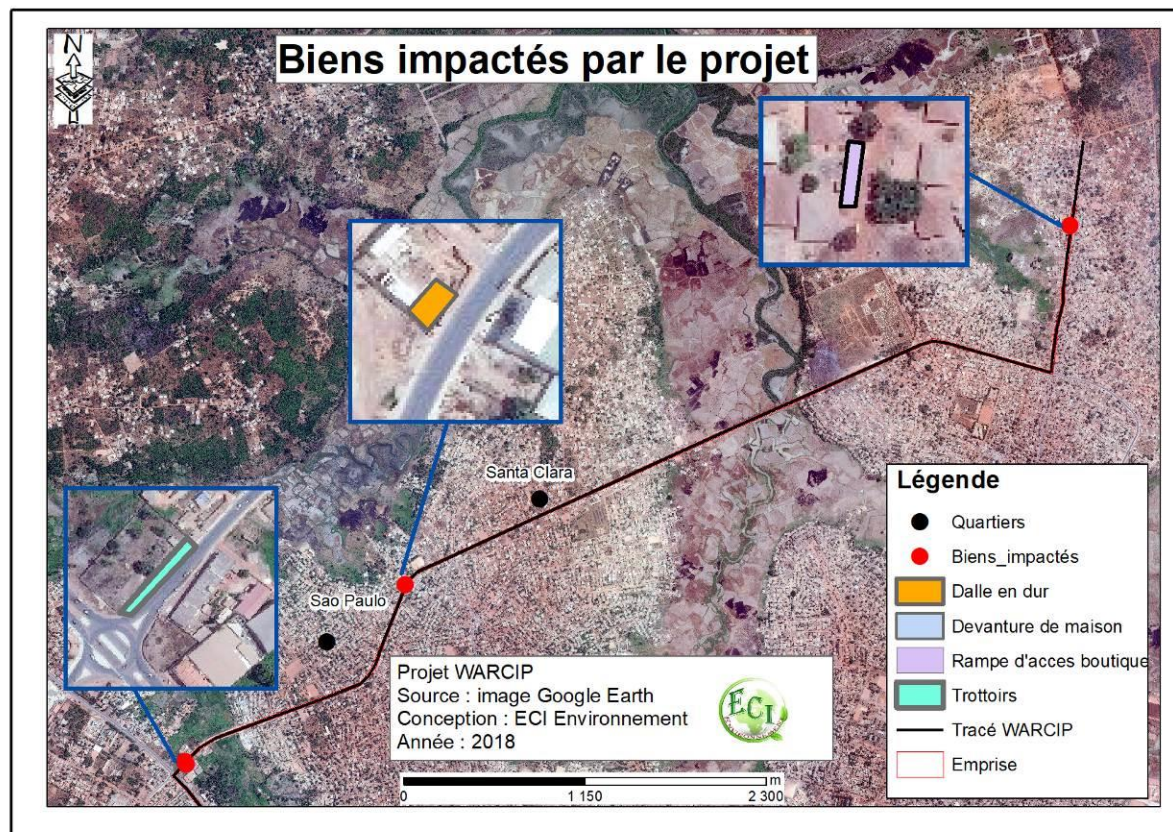 Biens impactés par le projet
N
Santa Clara
Sao Paulo
Projet WARCIP
Source : image Google Earth
Conception : ECI Environnement
Année : 2018
ECI
m
0 1 150 2 300
Légende
Quartiers
Biens_impactés
Dalle en dur
Devanture de maison
Rampe d'acces boutique
Trottoirs
Tracé WARCIP
Emprise